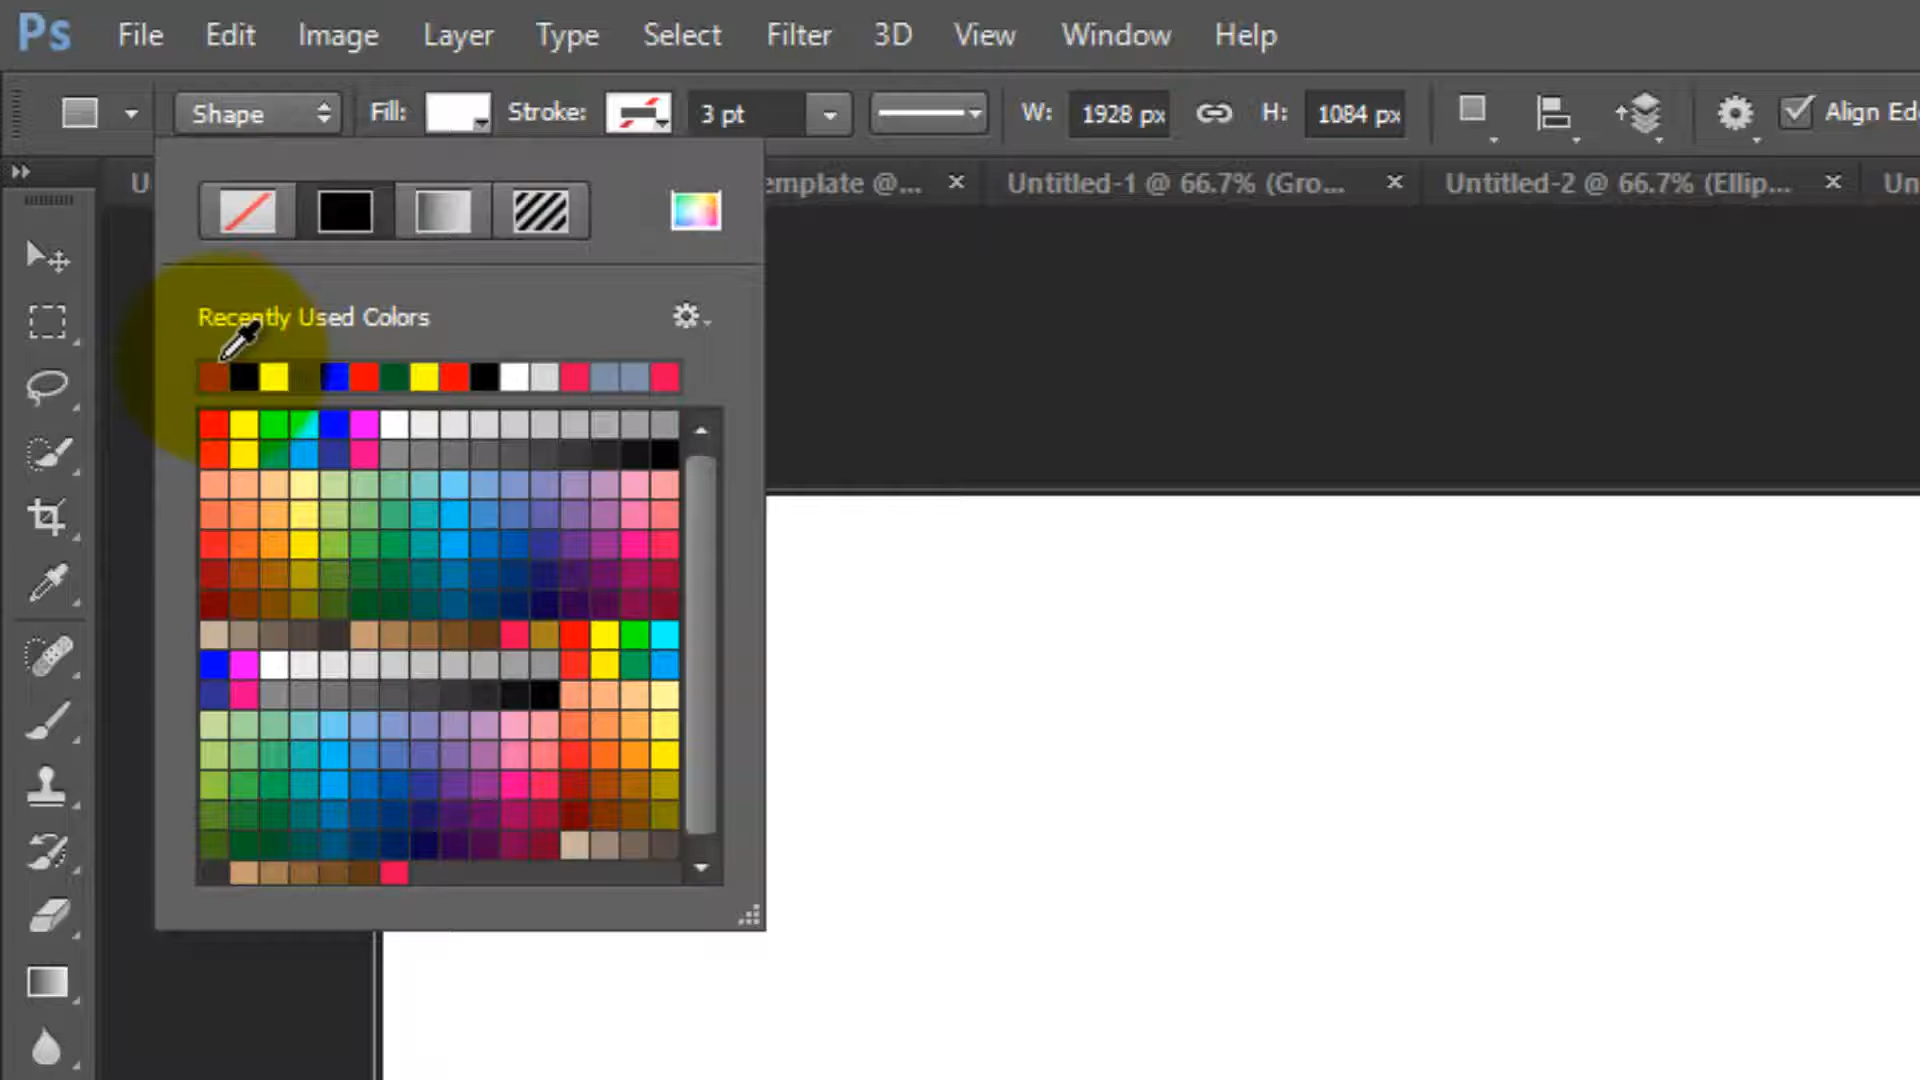 Ps File Edit Image Layer Type Select Filter 3D View Window Help
Shape Fill: Stroke: 3 pt W: 1928 px H: 1084 px Align Ed
U emplate @... × Untitled-1 @ 66.7% (Gro... × Untitled-2 @ 66.7% (Ellip... × Un
Recently Used Colors